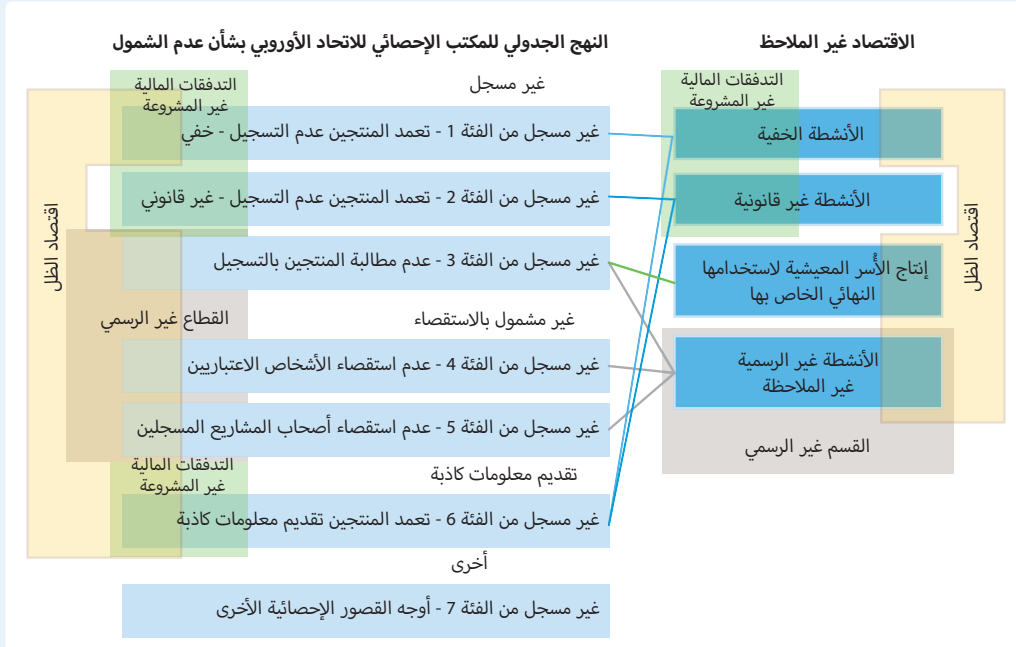 الاقتصاد غير الملاحظ
التدفقات المالية
غير المشروعة
الأنشطة الخفية
الأنشطة غير قانونية
إنتاج الأُسر المعيشية لاستخدامها
النهائي الخاص بها
الأنشطة غير الرسمية
غير الملاحظة
القسم غير الرسمي
اقتصاد الظل
النهج الجدولي للمكتب الإحصائي للاتحاد الأوروبي بشأن عدم الشمول
غير مسجل
التدفقات المالية
غير المشروعة
غير مسجل من الفئة 1 - تعمد المنتجين عدم التسجيل - خفي
غير مسجل من الفئة 2 - تعمد المنتجين عدم التسجيل - غير قانوني
غير مسجل من الفئة 3 - عدم مطالبة المنتجين بالتسجيل
غير مشمول بالاستقصاء
القطاع غير الرسمي
غير مسجل من الفئة 4 - عدم استقصاء الأشخاص الاعتباريين
غير مسجل من الفئة 5 - عدم استقصاء أصحاب المشاريع المسجلين
تقديم معلومات كاذبة
التدفقات المالية
غير المشروعة
غير مسجل من الفئة 6 - تعمد المنتجين تقديم معلومات كاذبة
أخرى
غير مسجل من الفئة 7 - أوجه القصور الإحصائية الأخرى
اقتصاد الظل